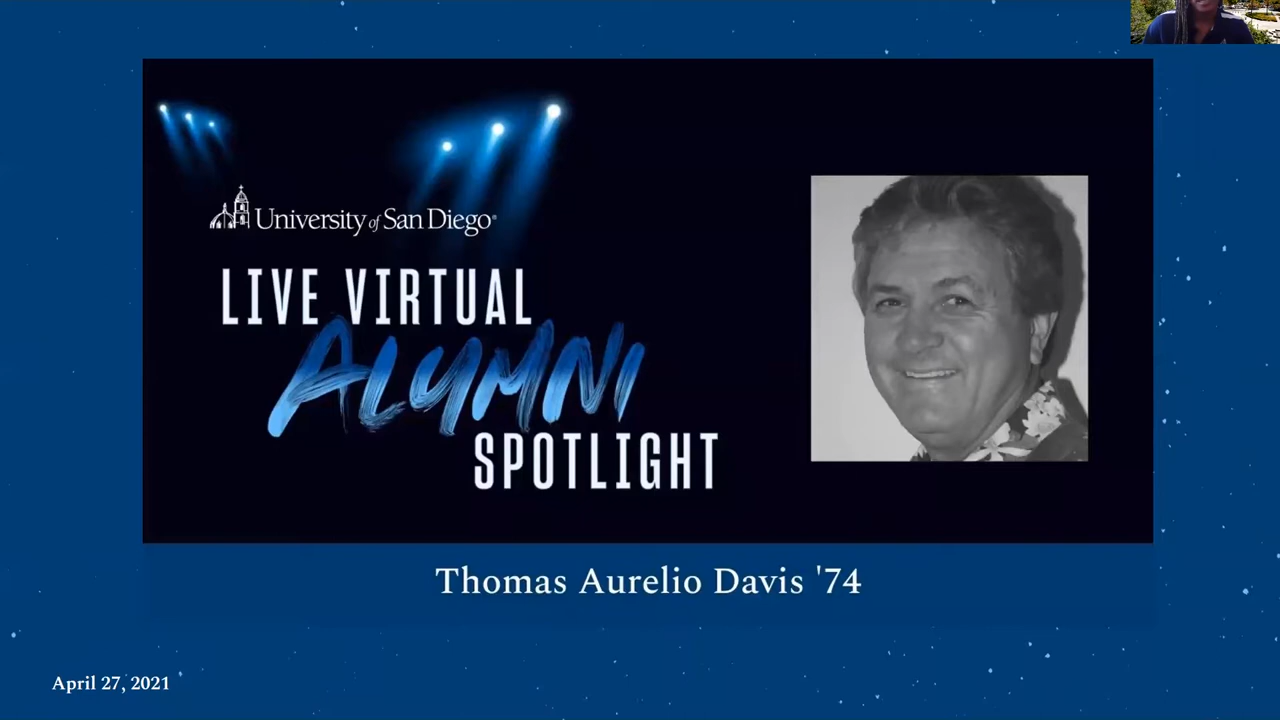 University of San Diego®
LIVE VIRTUAL
ALUMNI
SPOTLIGHT
Thomas Aurelio Davis '74
April 27, 2021